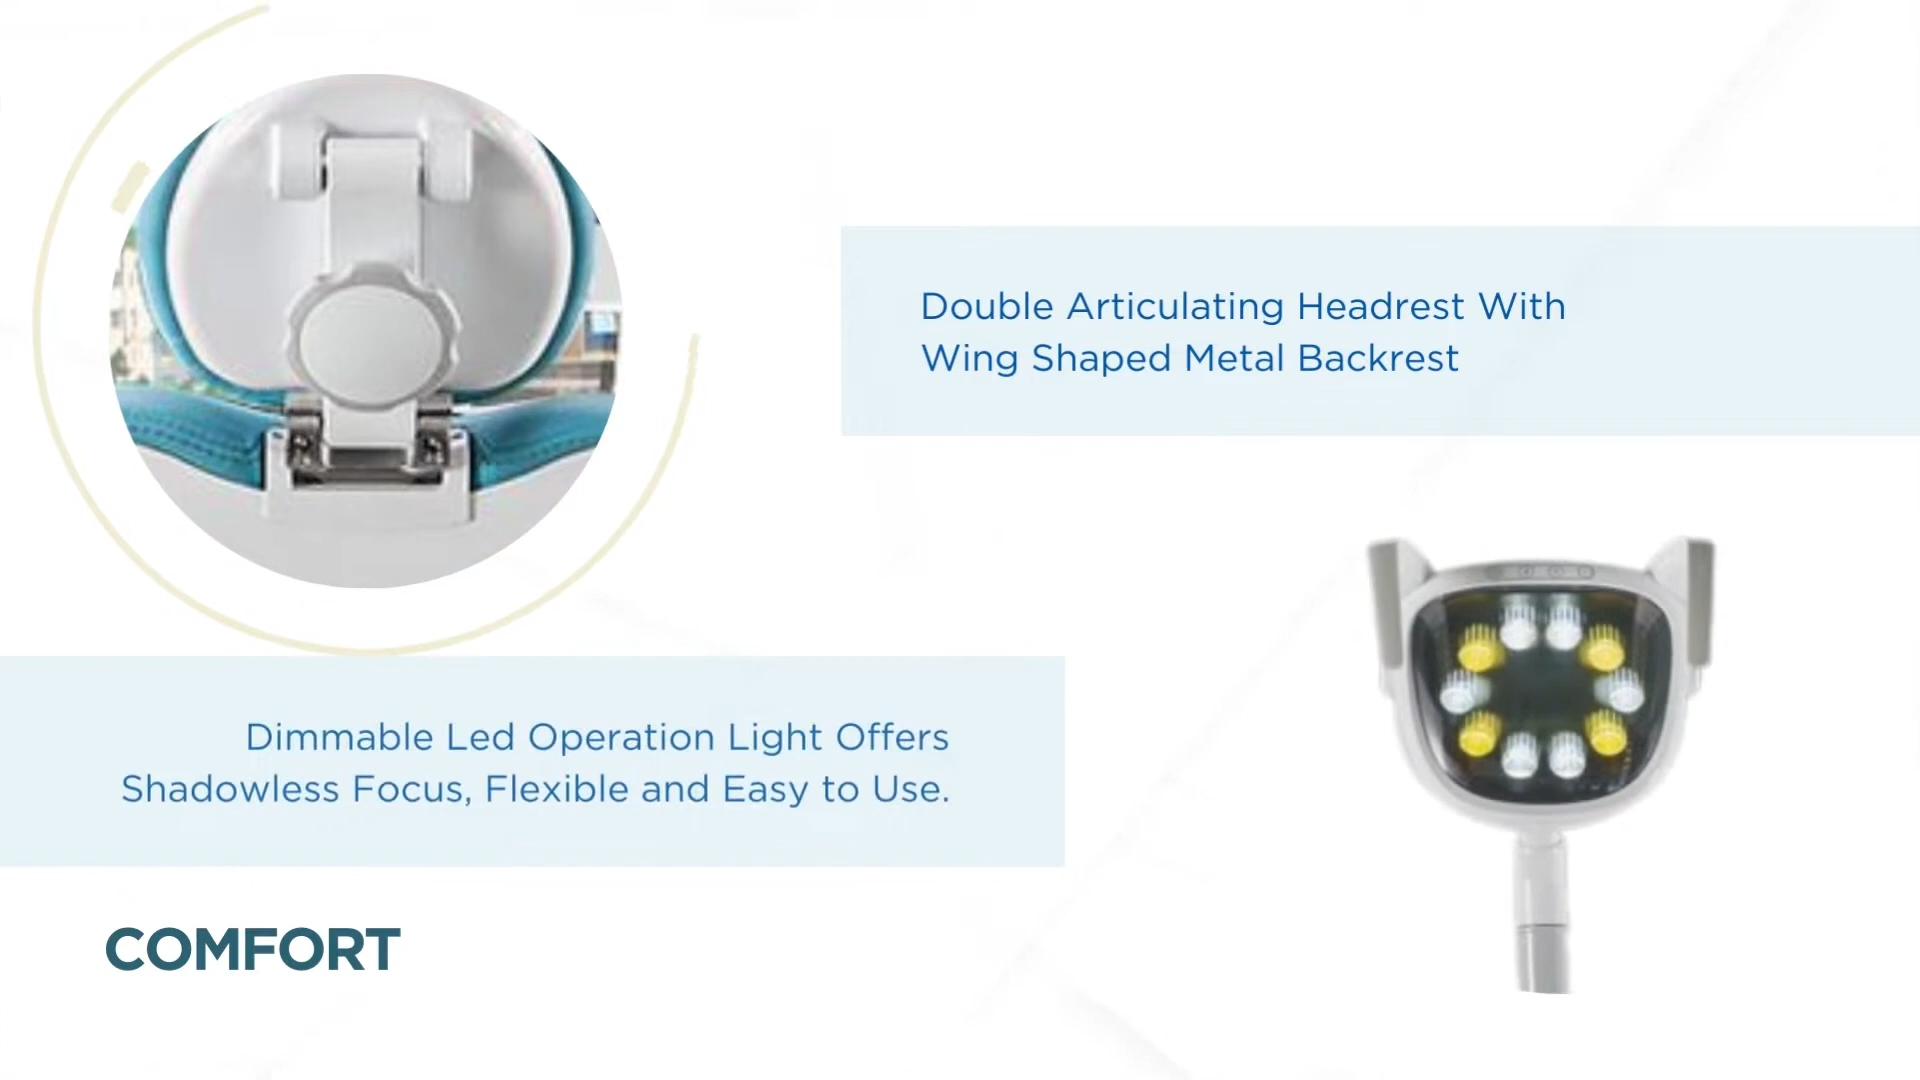 Double Articulating Headrest With
Wing Shaped Metal Backrest
Dimmable Led Operation Light Offers
Shadowless Focus, Flexible and Easy to Use.
COMFORT